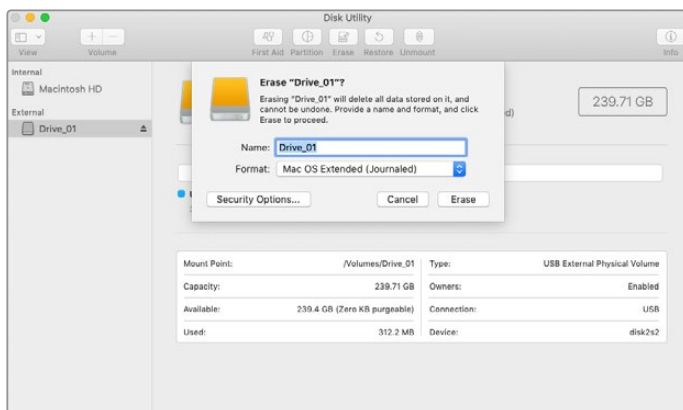 Disk Utility
View
Volume
First Aid
Partition
Erase
Restore
Unmount
Info
Internal
Macintosh HD
External
Drive_01
Erase “Drive_01”?
Erasing “Drive_01” will delete all data stored on it, and
cannot be undone. Provide a name and format, and click
Erase to proceed.
Name: Drive_01
Format: Mac OS Extended (Journaled)
Security Options...
Cancel
Erase
d)
239.71 GB
Mount Point: /Volumes/Drive_01
Type: USB External Physical Volume
Capacity: 239.71 GB
Owners: Enabled
Available: 239.4 GB (Zero KB purgeable)
Connection: USB
Used: 312.2 MB
Device: disk2s2